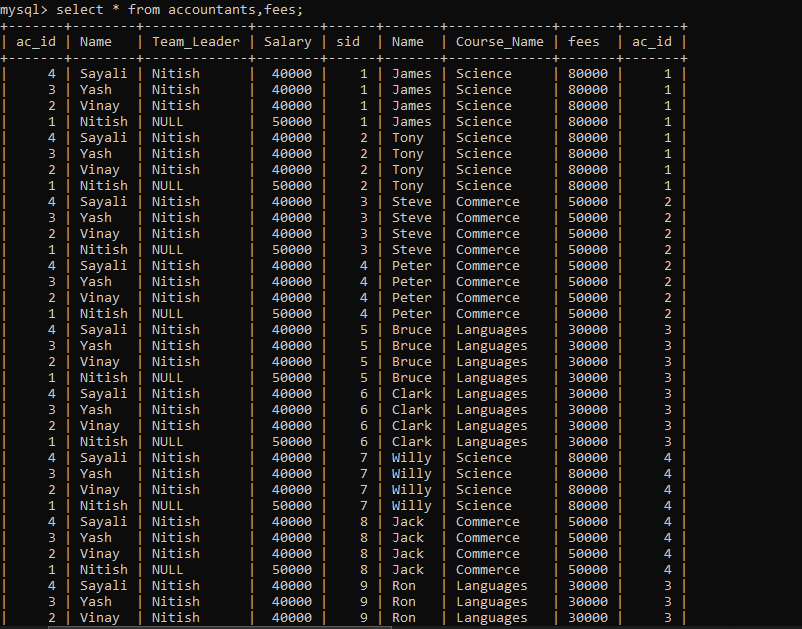 mysql> select * from accountants,fees;
+-------+--------+-------------+--------+-----+-------+-------------+-------+-------+
| ac_id | Name   | Team_Leader | Salary | sid | Name  | Course_Name | fees  | ac_id |
+-------+--------+-------------+--------+-----+-------+-------------+-------+-------+
|     4 | Sayali | Nitish      |  40000 |   1 | James | Science     | 80000 |     1 |
|     3 | Yash   | Nitish      |  40000 |   1 | James | Science     | 80000 |     1 |
|     2 | Vinay  | Nitish      |  40000 |   1 | James | Science     | 80000 |     1 |
|     1 | Nitish | NULL        |  50000 |   1 | James | Science     | 80000 |     1 |
|     4 | Sayali | Nitish      |  40000 |   2 | Tony  | Science     | 80000 |     1 |
|     3 | Yash   | Nitish      |  40000 |   2 | Tony  | Science     | 80000 |     1 |
|     2 | Vinay  | Nitish      |  40000 |   2 | Tony  | Science     | 80000 |     1 |
|     1 | Nitish | NULL        |  50000 |   2 | Tony  | Science     | 80000 |     1 |
|     4 | Sayali | Nitish      |  40000 |   3 | Steve | Commerce    | 50000 |     2 |
|     3 | Yash   | Nitish      |  40000 |   3 | Steve | Commerce    | 50000 |     2 |
|     2 | Vinay  | Nitish      |  40000 |   3 | Steve | Commerce    | 50000 |     2 |
|     1 | Nitish | NULL        |  50000 |   3 | Steve | Commerce    | 50000 |     2 |
|     4 | Sayali | Nitish      |  40000 |   4 | Peter | Commerce    | 50000 |     2 |
|     3 | Yash   | Nitish      |  40000 |   4 | Peter | Commerce    | 50000 |     2 |
|     2 | Vinay  | Nitish      |  40000 |   4 | Peter | Commerce    | 50000 |     2 |
|     1 | Nitish | NULL        |  50000 |   4 | Peter | Commerce    | 50000 |     2 |
|     4 | Sayali | Nitish      |  40000 |   5 | Bruce | Languages   | 30000 |     3 |
|     3 | Yash   | Nitish      |  40000 |   5 | Bruce | Languages   | 30000 |     3 |
|     2 | Vinay  | Nitish      |  40000 |   5 | Bruce | Languages   | 30000 |     3 |
|     1 | Nitish | NULL        |  50000 |   5 | Bruce | Languages   | 30000 |     3 |
|     4 | Sayali | Nitish      |  40000 |   6 | Clark | Languages   | 30000 |     3 |
|     3 | Yash   | Nitish      |  40000 |   6 | Clark | Languages   | 30000 |     3 |
|     2 | Vinay  | Nitish      |  40000 |   6 | Clark | Languages   | 30000 |     3 |
|     1 | Nitish | NULL        |  50000 |   6 | Clark | Languages   | 30000 |     3 |
|     4 | Sayali | Nitish      |  40000 |   7 | Willy | Science     | 80000 |     4 |
|     3 | Yash   | Nitish      |  40000 |   7 | Willy | Science     | 80000 |     4 |
|     2 | Vinay  | Nitish      |  40000 |   7 | Willy | Science     | 80000 |     4 |
|     1 | Nitish | NULL        |  50000 |   7 | Willy | Science     | 80000 |     4 |
|     4 | Sayali | Nitish      |  40000 |   8 | Jack  | Commerce    | 50000 |     4 |
|     3 | Yash   | Nitish      |  40000 |   8 | Jack  | Commerce    | 50000 |     4 |
|     2 | Vinay  | Nitish      |  40000 |   8 | Jack  | Commerce    | 50000 |     4 |
|     1 | Nitish | NULL        |  50000 |   8 | Jack  | Commerce    | 50000 |     4 |
|     4 | Sayali | Nitish      |  40000 |   9 | Ron   | Languages   | 30000 |     3 |
|     3 | Yash   | Nitish      |  40000 |   9 | Ron   | Languages   | 30000 |     3 |
|     2 | Vinay  | Nitish      |  40000 |   9 | Ron   | Languages   | 30000 |     3 |